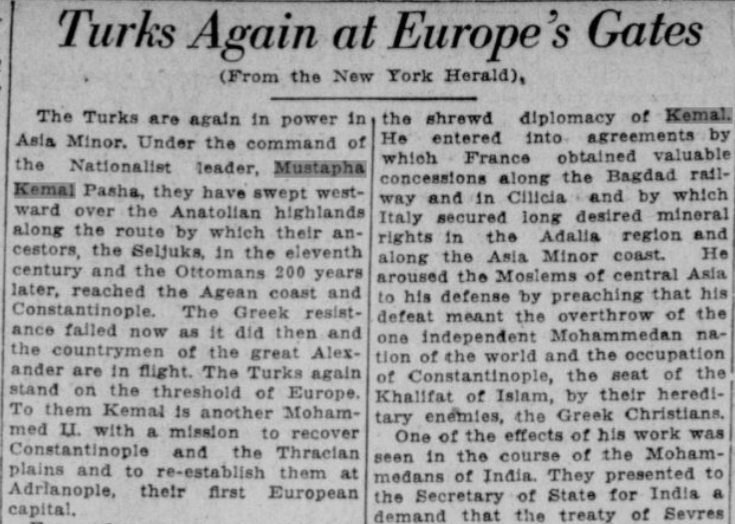 Turks Again at Europe's Gates
(From the New York Herald),
The Turks are again in power in
Asia Minor. Under the command of
the Nationalist leader, Mustapha
Kemal Pasha, they have swept west-
ward over the Anatolian highlands
along the route by which their an-
cestors, the Seljuks, in the eleventh
century and the Ottomans 200 years
later, reached the Agean coast and
Constantinople. The Greek resist-
ance failed now as it did then and
the countrymen of the great Alex-
ander are in flight. The Turks again
stand on the threshold of Europe.
To them Kemal is another Moham-
med II. with a mission to recover
Constantinople and the Thracian
plains and to re-establish them at
Adrianople, their first European
capital.
the shrewd diplomacy of Kemal.
He entered into agreements by
which France obtained valuable
concessions along the Bagdad rail-
way and in Cilicia and by which
Italy secured long desired mineral
rights in the Adalia region and
along the Asia Minor coast. He
aroused the Moslems of central Asia
to his defense by preaching that his
defeat meant the overthrow of the
one independent Mohammedan na-
tion of the world and the occupation
of Constantinople, the seat of the
Khalifat of Islam, by their heredi-
tary enemies, the Greek Christians.
One of the effects of his work was
seen in the course of the Moham-
medans of India. They presented to
the Secretary of State for India a
demand that the treaty of Sevres